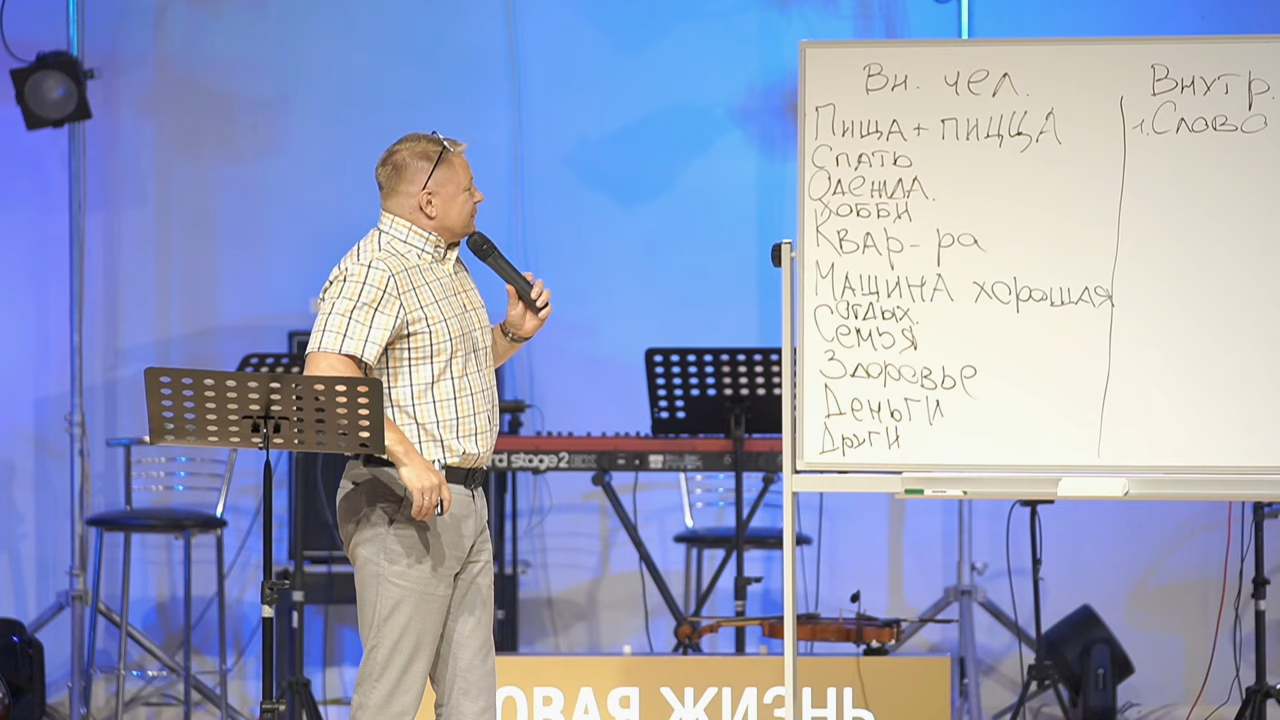 Вн. чел.
Пища + пицца
Спать
Одежда.
Хобби
Квар-ра
Машина хорошая
Отдых.
Семья
Здоровье
Деньги
Други
Внутр.
1. Слово
rd stage 2 EX
ОВАЯ ЖИЗНЬ